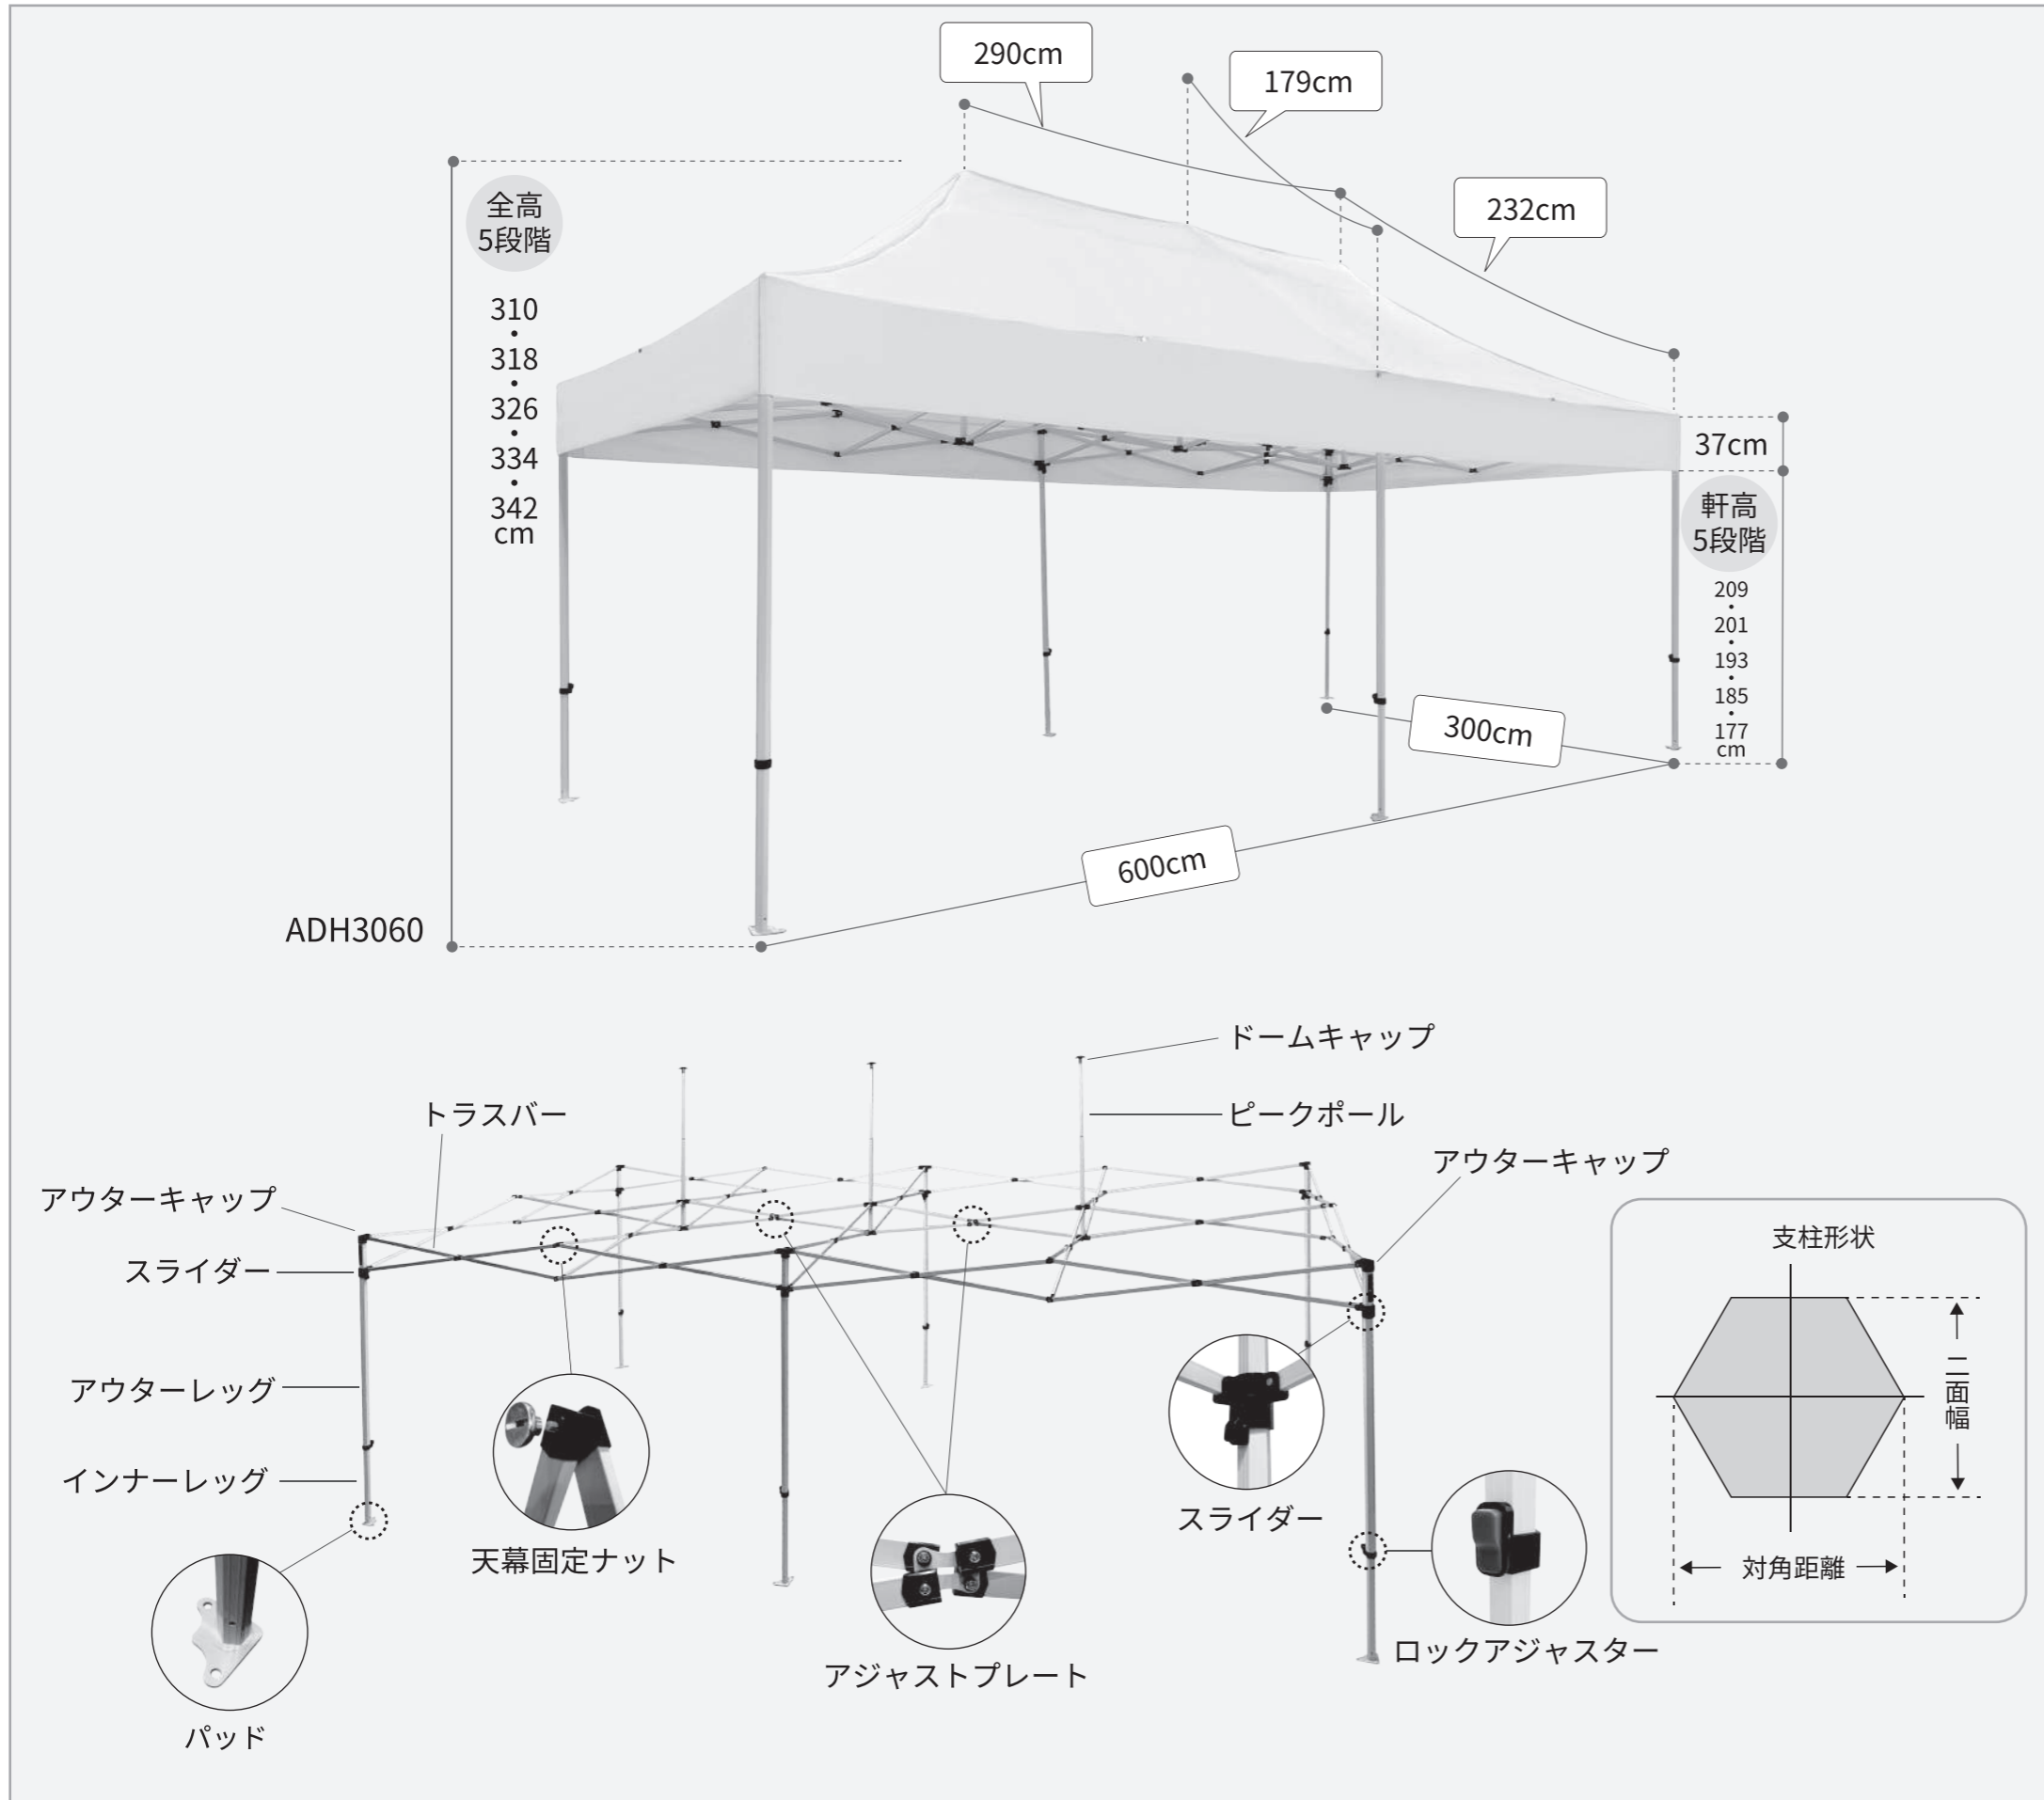 290cm
179cm
232cm
全高
5段階
310
・
318
・
326
・
334
・
342
cm
37cm
軒高
5段階
209
・
201
・
193
・
185
・
177
cm
300cm
600cm
ADH3060
ドームキャップ
ピークポール
トラスバー
アウターキャップ
アウターキャップ
スライダー
アウターレッグ
インナーレッグ
パッド
天幕固定ナット
アジャストプレート
スライダー
ロックアジャスター
支柱形状
二面幅
対角距離